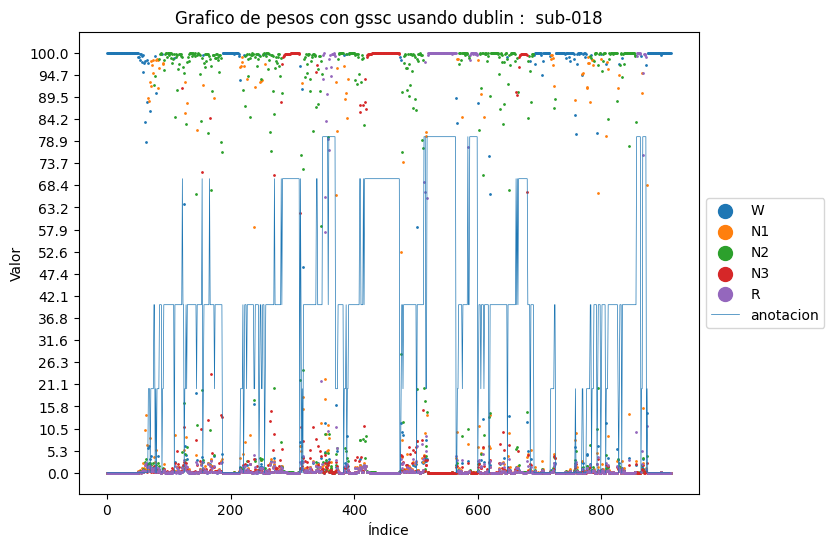 Grafico de pesos con gssc usando dublin :  sub-018
Valor
100.0
94.7
89.5
84.2
78.9
73.7
68.4
63.2
57.9
52.6
47.4
42.1
36.8
31.6
26.3
21.1
15.8
10.5
5.3
0.0
0 200 400 600 800
Índice
W
N1
N2
N3
R
anotacion